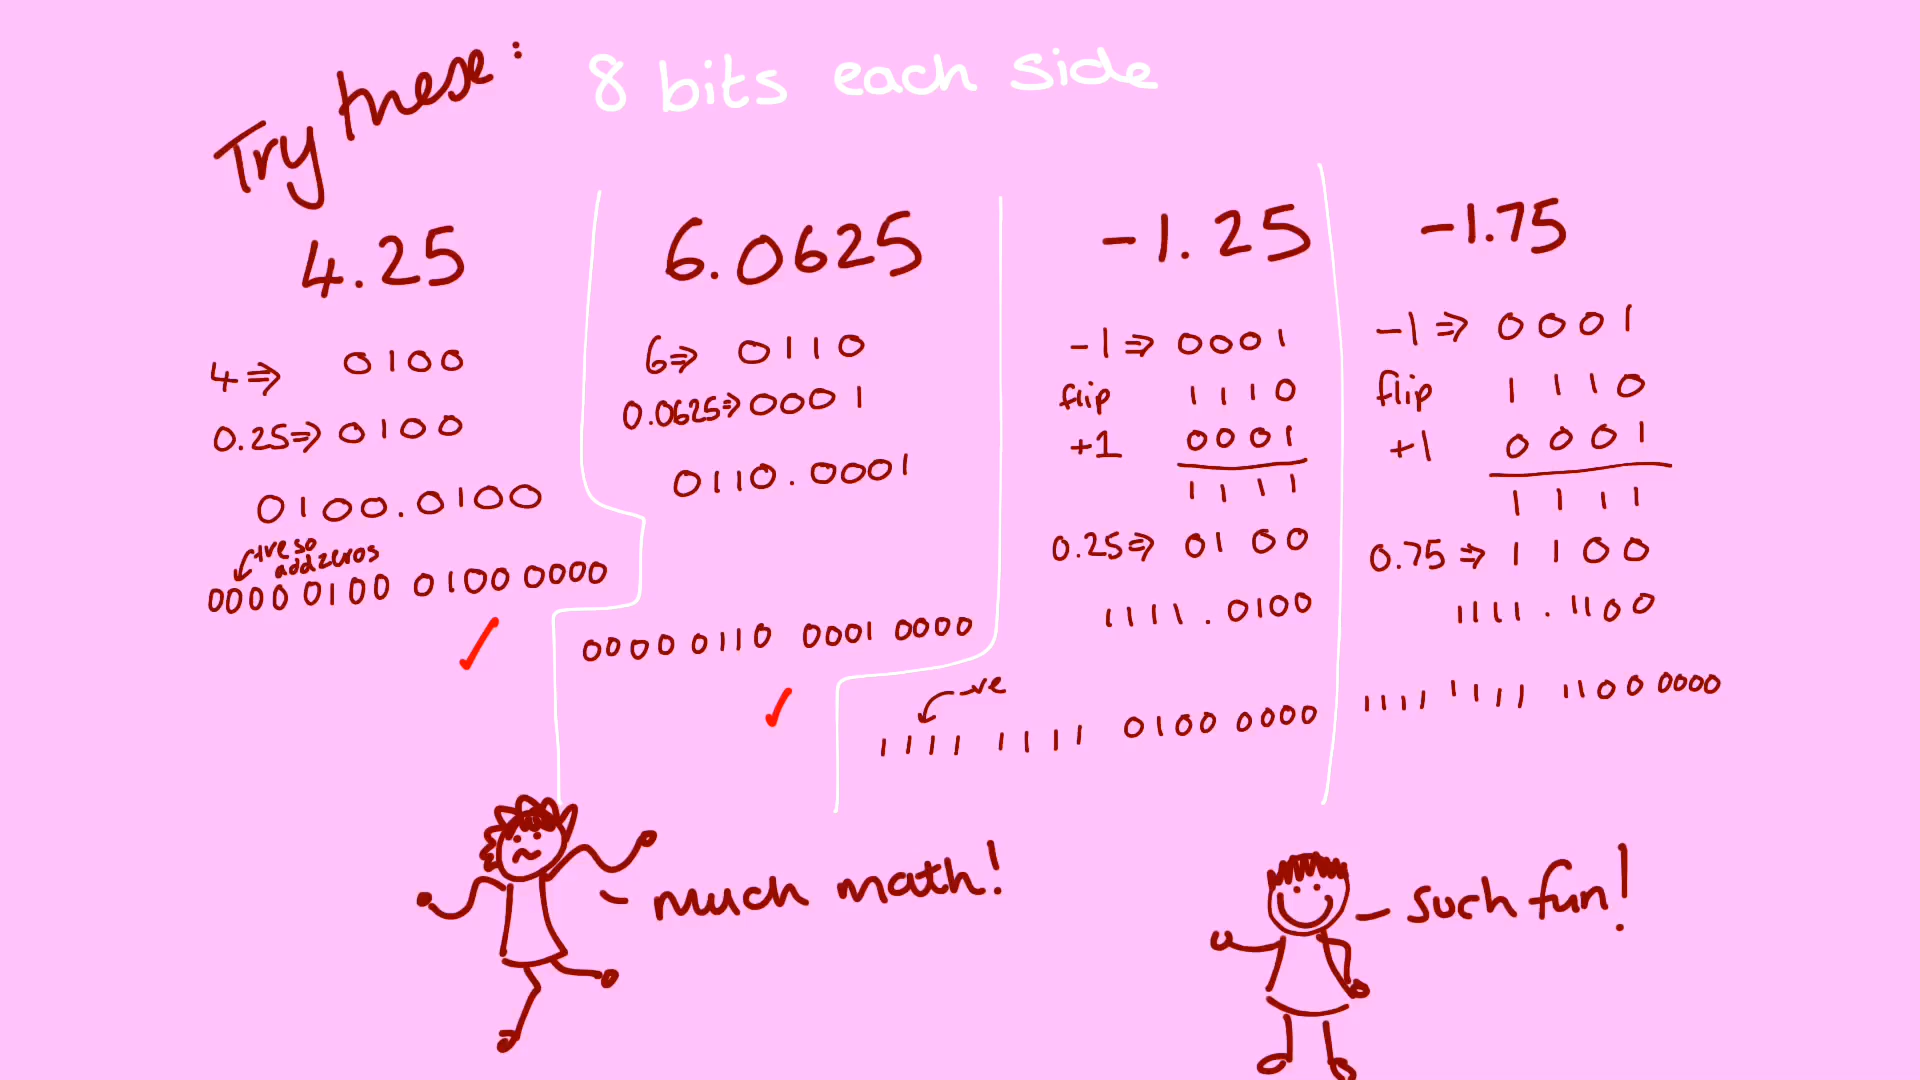 Try these: 8 bits each side
4.25
4⇒ 0100
0.25⇒ 0100
0100.0100
+ve so
add zeros
0000 0100 0100 0000
✓
6.0625
6⇒ 0110
0.0625⇒ 0001
0110.0001
0000 0110 0001 0000
✓
-1.25
-1⇒ 0001
flip 1110
+1 0001
1111
0.25⇒ 0100
1111.0100
-ve
1111 1111 0100 0000
-1.75
-1⇒ 0001
flip 1110
+1 0001
1111
0.75⇒ 1100
1111.1100
1111 1111 1100 0000
- much math!
- such fun!